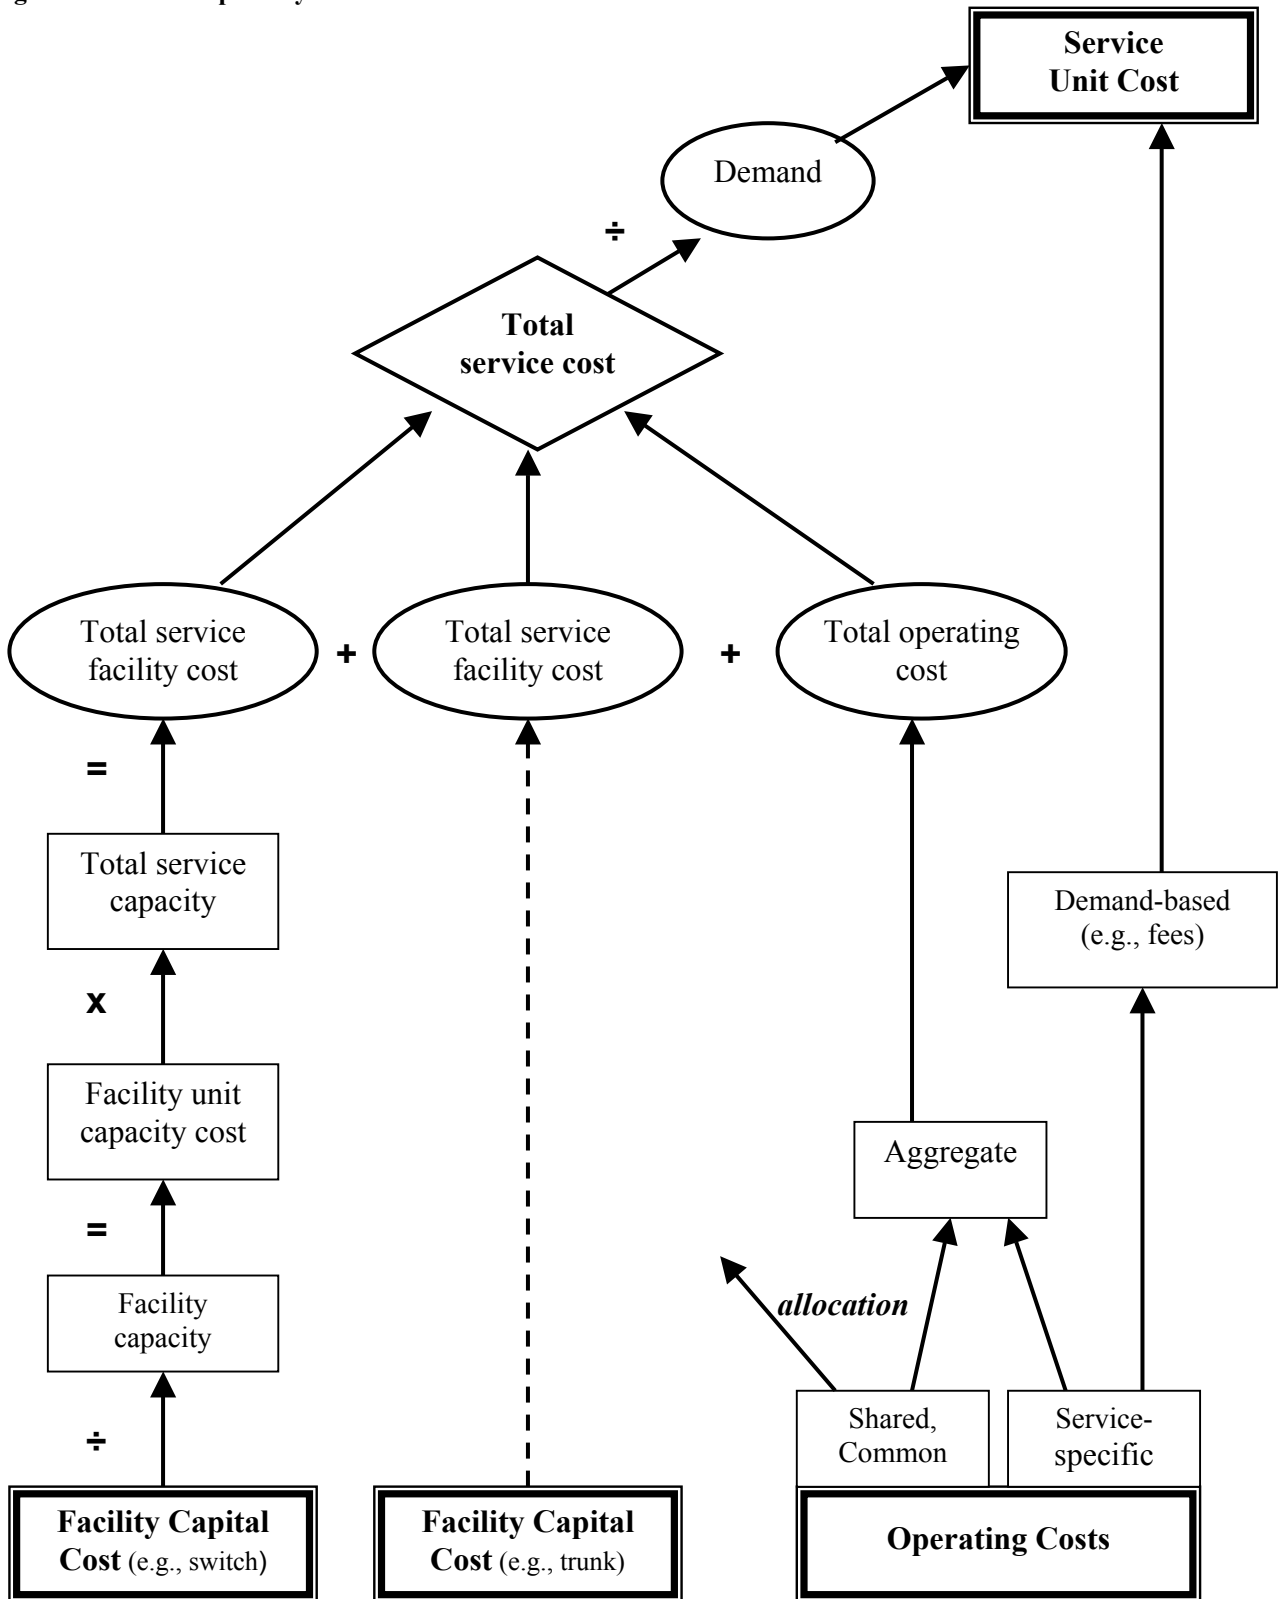 Service
Unit Cost
Demand
÷
Total
service cost
Total service
facility cost
+
Total service
facility cost
+
Total operating
cost
=
Total service
capacity
Demand-based
(e.g., fees)
x
Facility unit
capacity cost
Aggregate
=
Facility
capacity
allocation
Shared,
Common
Service-
specific
÷
Facility Capital
Cost (e.g., switch)
Facility Capital
Cost (e.g., trunk)
Operating Costs